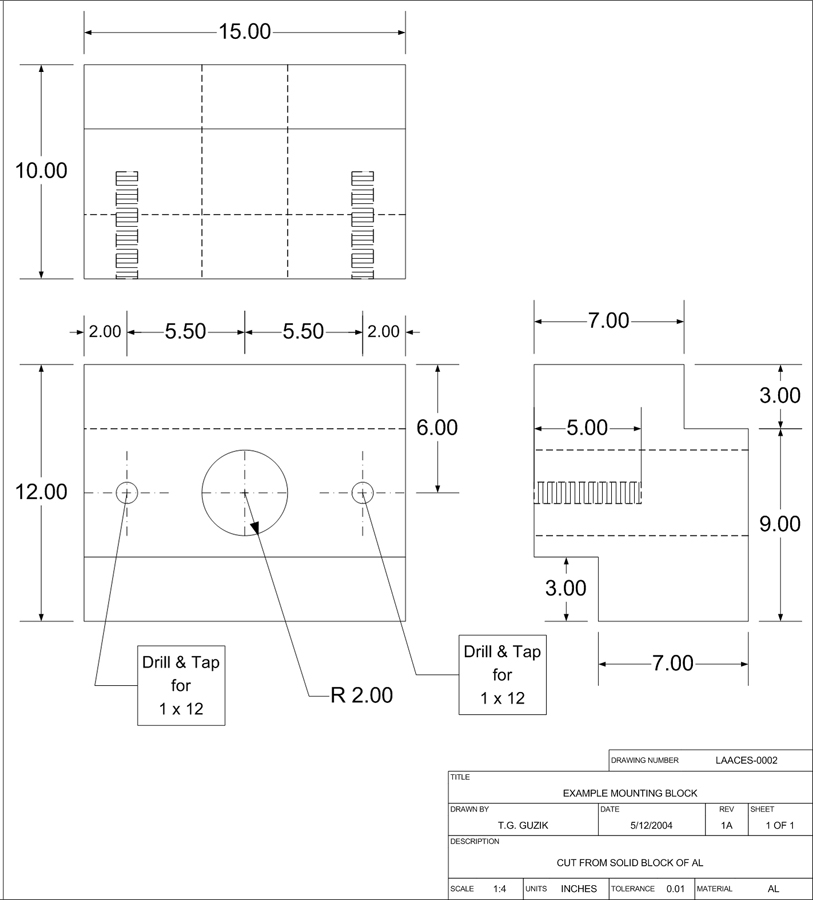 15.00
10.00
2.00 5.50 5.50 2.00
7.00
3.00
6.00
5.00
12.00
9.00
3.00
Drill & Tap
for
1 x 12
R 2.00
Drill & Tap
for
1 x 12
7.00
DRAWING NUMBER LAACES-0002
TITLE
EXAMPLE MOUNTING BLOCK
DRAWN BY DATE REV SHEET
T.G. GUZIK 5/12/2004 1A 1 OF 1
DESCRIPTION
CUT FROM SOLID BLOCK OF AL
SCALE 1:4 UNITS INCHES TOLERANCE 0.01 MATERIAL AL